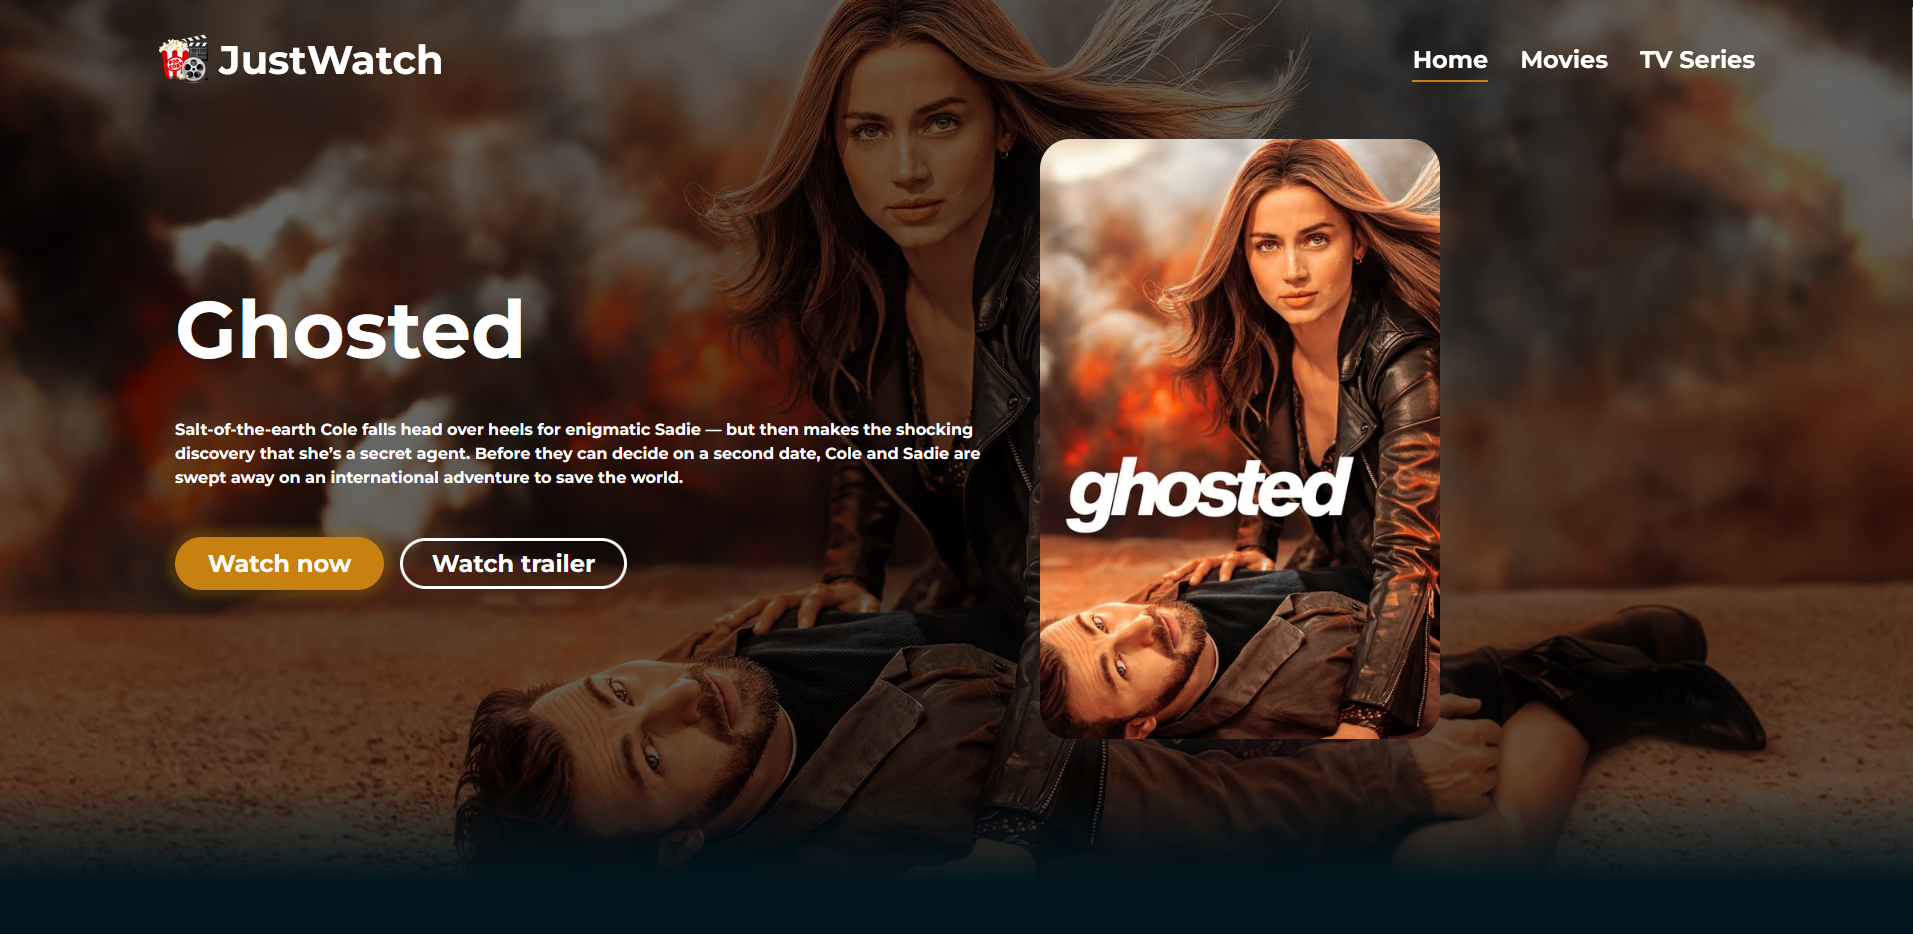 JustWatch
Home Movies TV Series
Ghosted
Salt-of-the-earth Cole falls head over heels for enigmatic Sadie — but then makes the shocking
discovery that she’s a secret agent. Before they can decide on a second date, Cole and Sadie are
swept away on an international adventure to save the world.
Watch now Watch trailer
ghosted